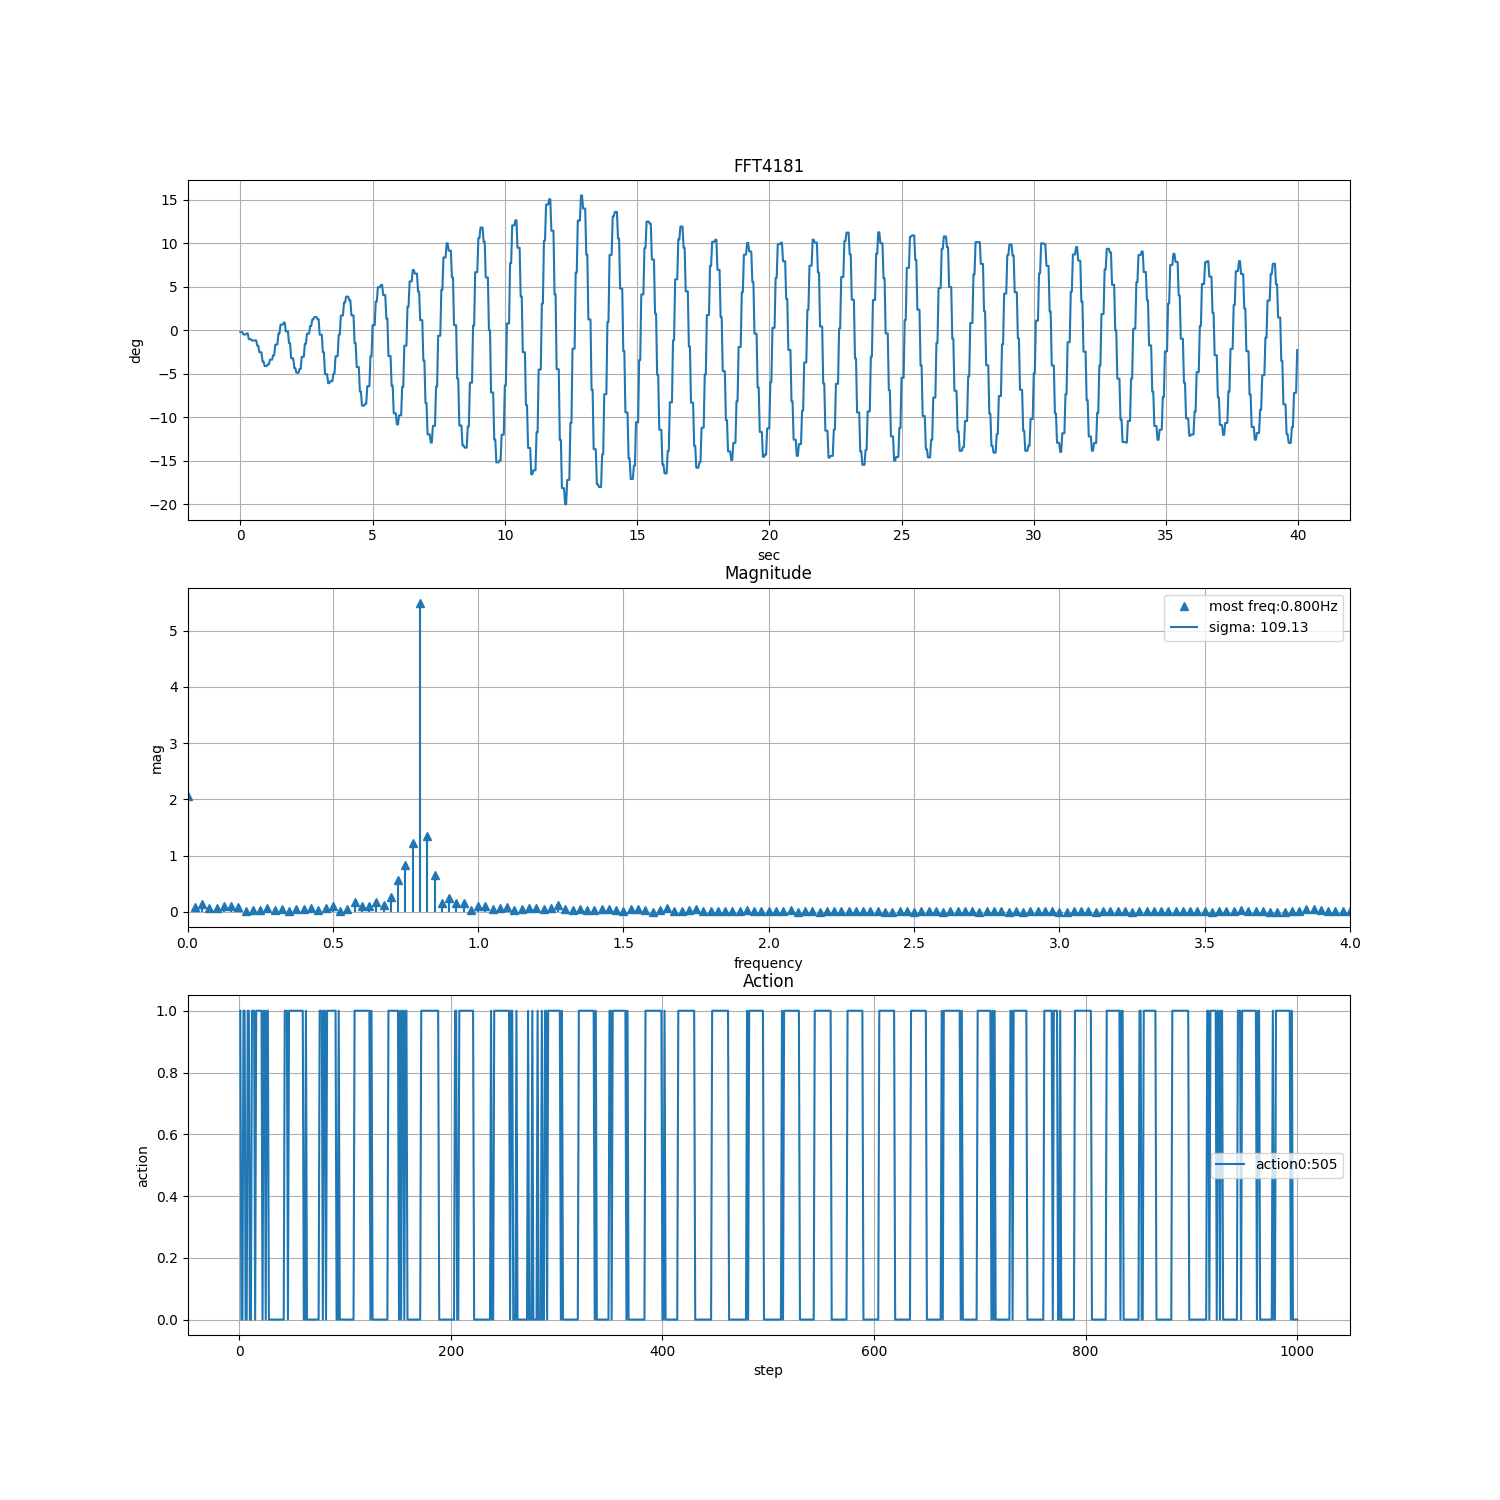 FFT4181
deg
15
10
5
0
−5
−10
−15
−20
0 5 10 15 20 25 30 35 40
sec
Magnitude
mag
5
4
3
2
1
0
most freq:0.800Hz
sigma: 109.13
0.0 0.5 1.0 1.5 2.0 2.5 3.0 3.5 4.0
frequency
Action
action
1.0
0.8
0.6
0.4
0.2
0.0
action0:505
0 200 400 600 800 1000
step